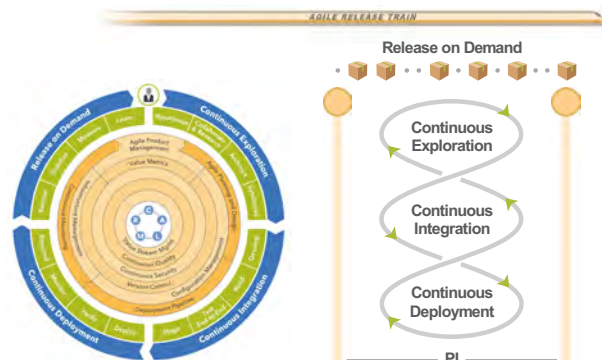 AGILE RELEASE TRAIN
Release on Demand
Release on Demand
Continuous Exploration
Continuous Integration
Continuous Deployment
Release
Stabilize
Measure
Learn
Hypothesize
Collaborate & Research
Architect
Synthesize
Develop
Build
Test End-to-End
Stage
Deploy
Verify
Monitor
Respond
Agile Product Management
Value Metrics
Agile Planning and Design
C
A
L
M
R
Value Stream Mgmt
Continuous Quality
Continuous Security
Version Control
Configuration Management
Deployment Pipeline
Continuous
Exploration
Continuous
Integration
Continuous
Deployment
PI